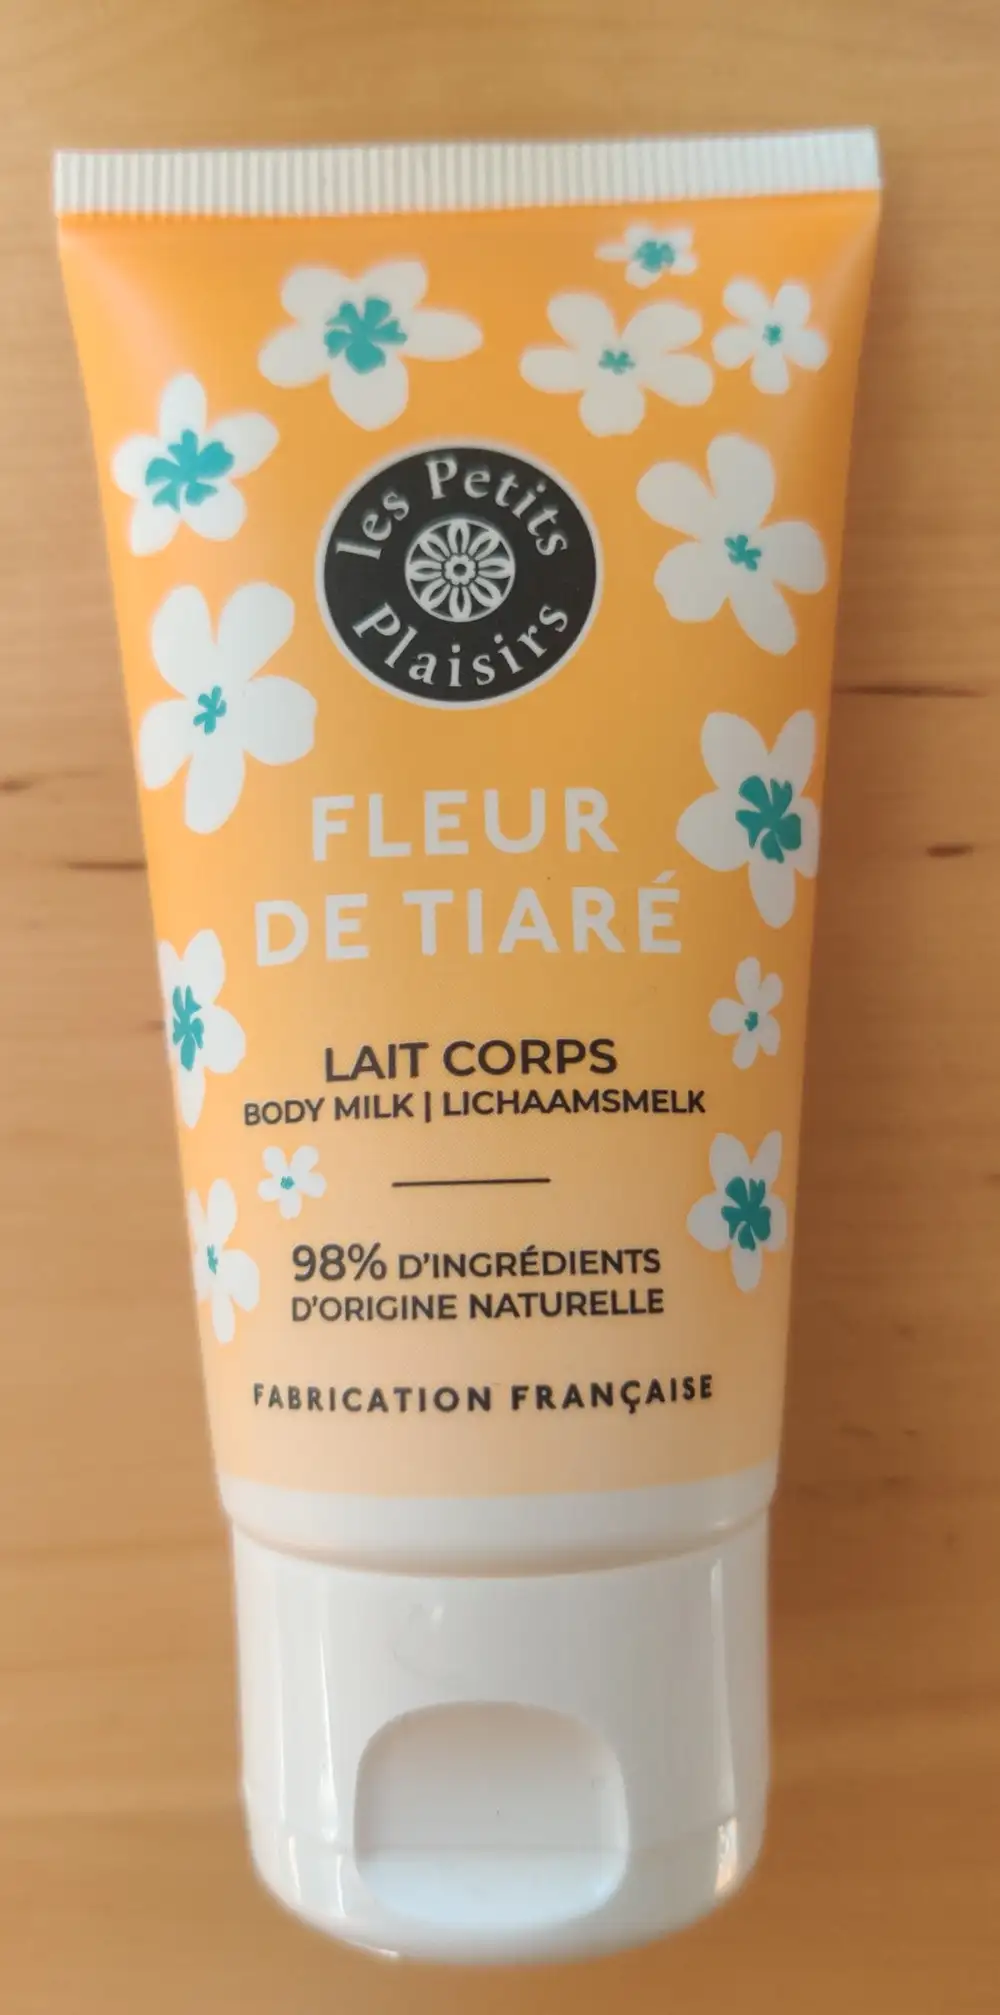 les Petits
Plaisirs
FLEUR
DE TIARÉ
LAIT CORPS
BODY MILK | LICHAAMSMELK
98% D'INGRÉDIENTS
D'ORIGINE NATURELLE
FABRICATION FRANÇAISE